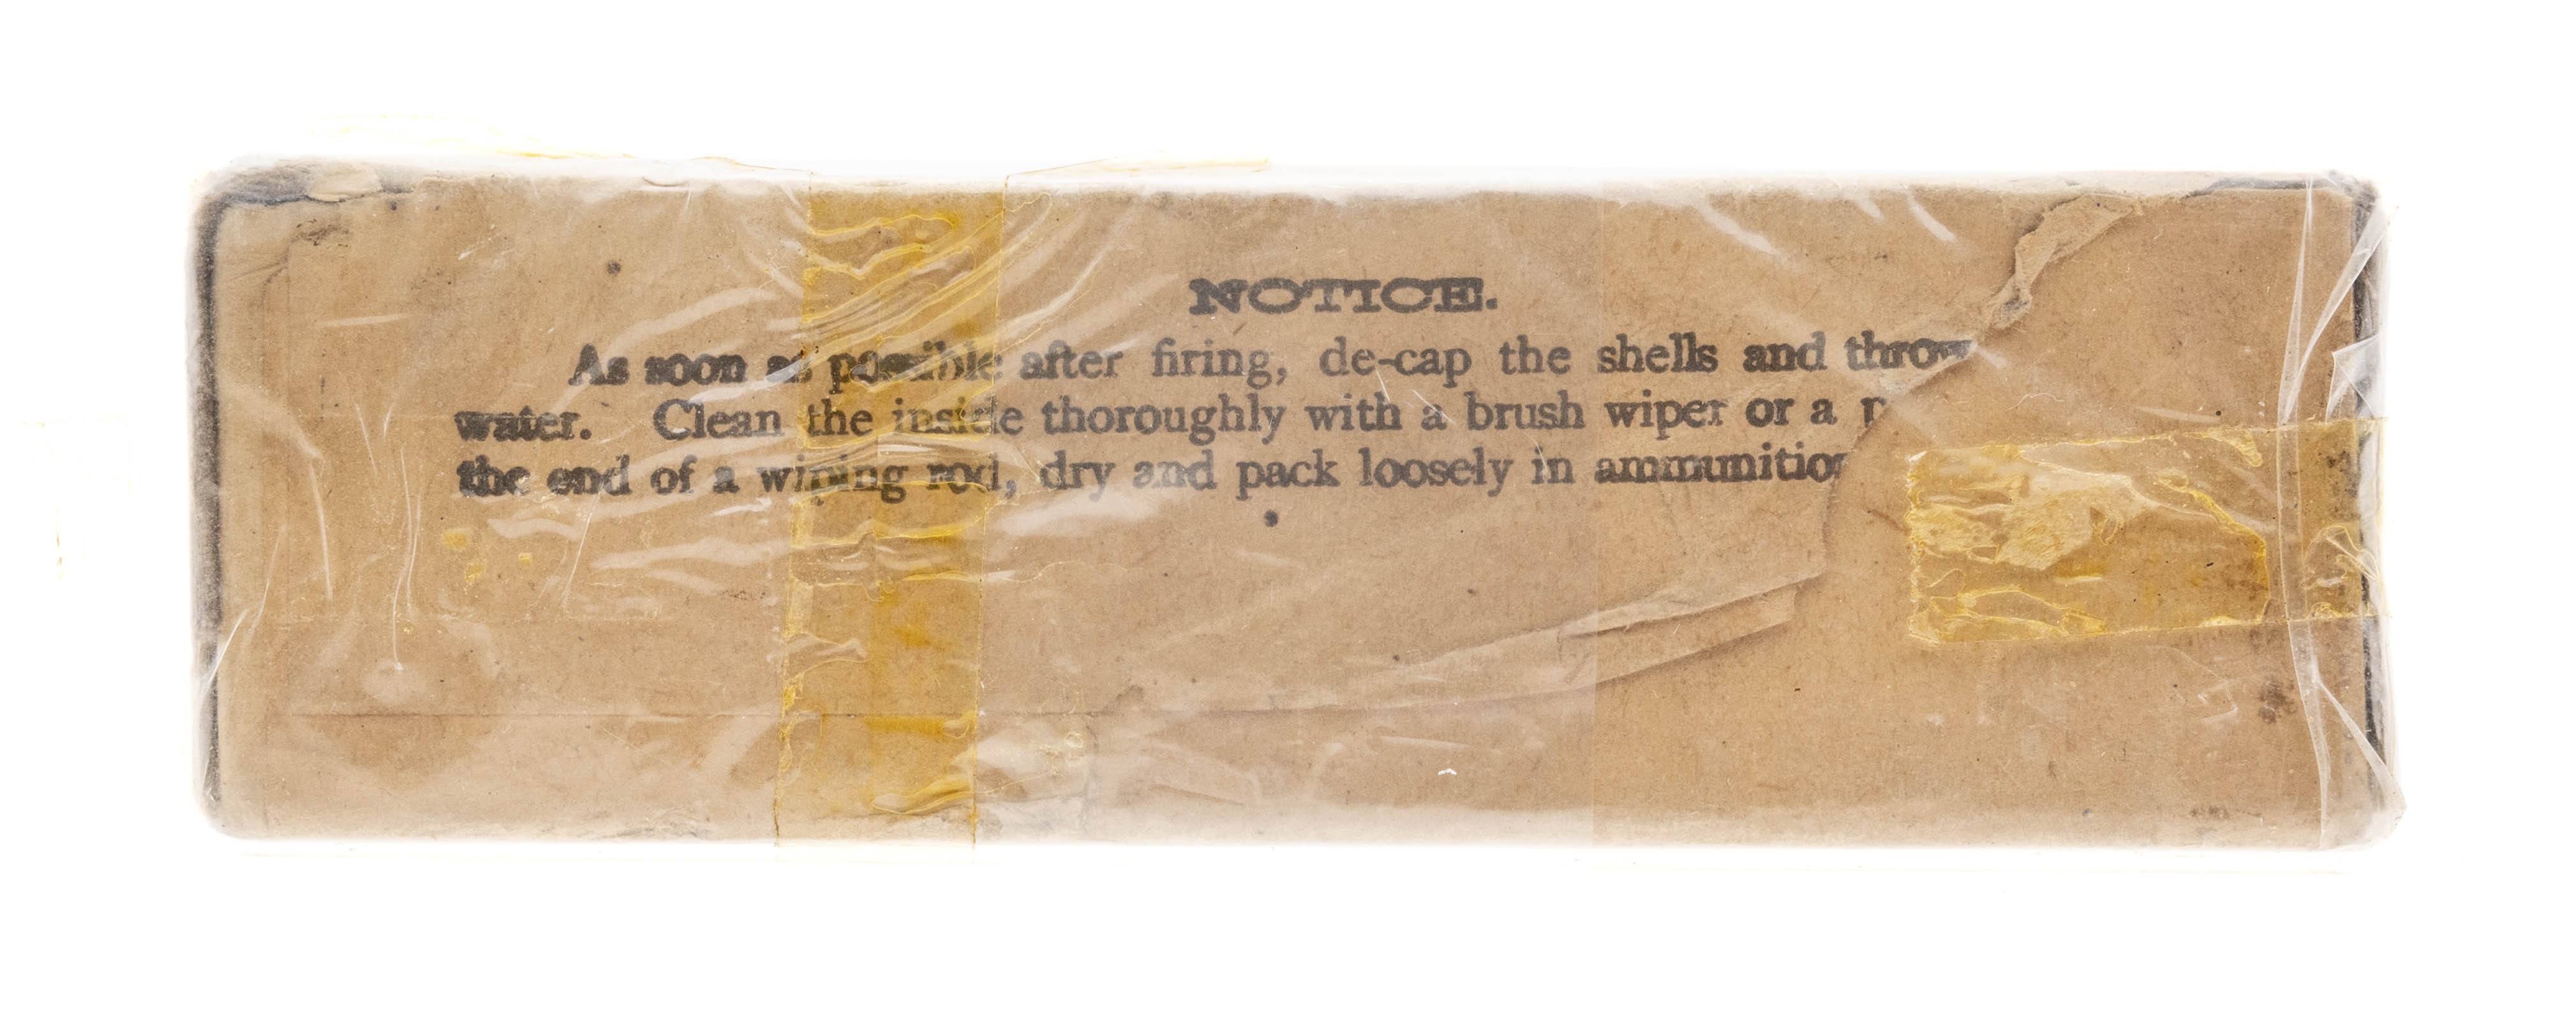 NOTICE.
As soon as possible after firing, de-cap the shells and throw
water. Clean the inside thoroughly with a brush wiper or a
the end of a wiping rod, dry and pack loosely in